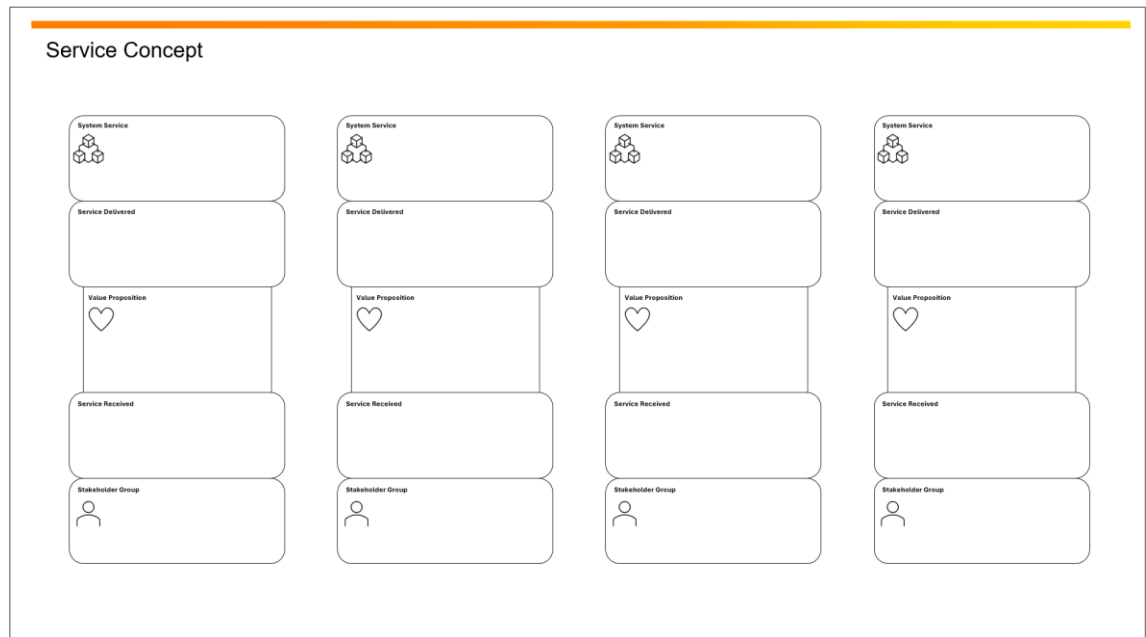 Service Concept
System Service
System Service
System Service
System Service
Service Delivered
Service Delivered
Service Delivered
Service Delivered
Value Proposition
Value Proposition
Value Proposition
Value Proposition
Service Received
Service Received
Service Received
Service Received
Stakeholder Group
Stakeholder Group
Stakeholder Group
Stakeholder Group